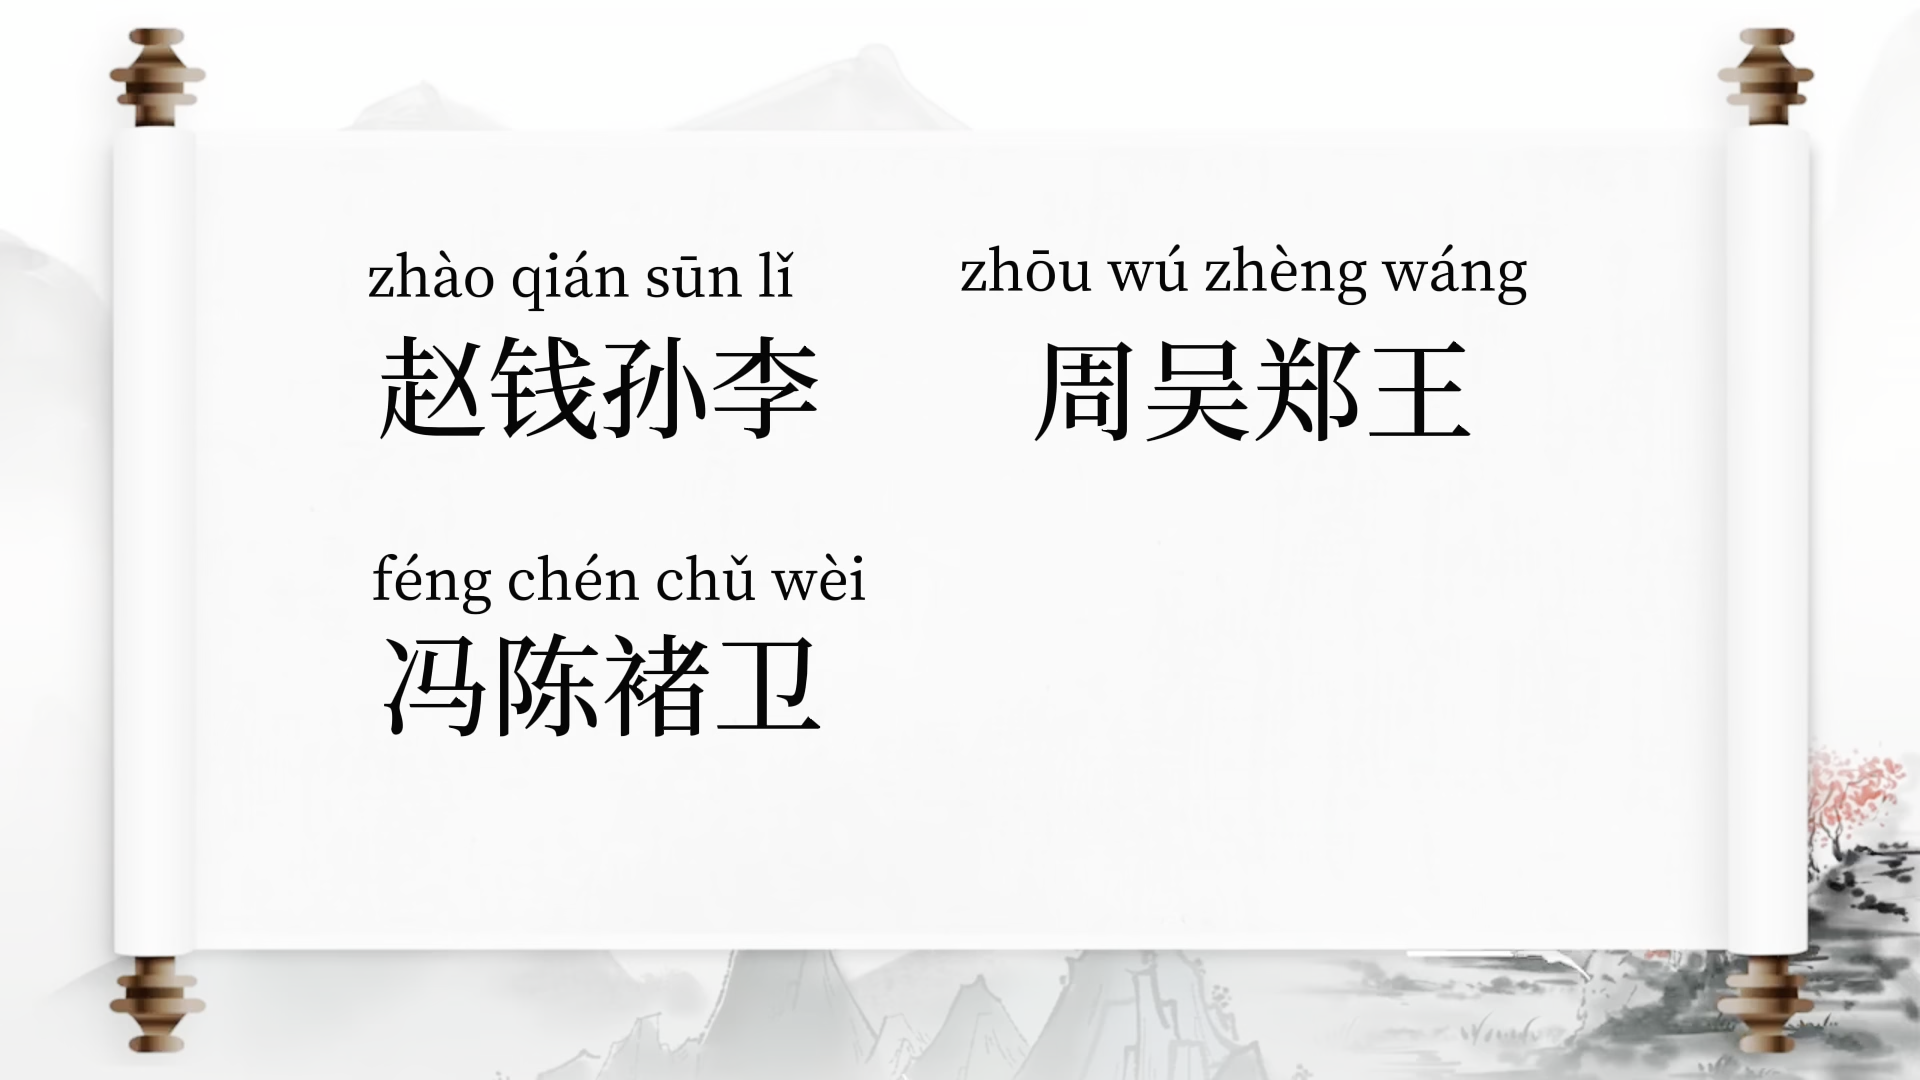 zhào qián sūn lǐ
赵钱孙李
zhōu wú zhèng wáng
周吴郑王
féng chén chǔ wèi
冯陈褚卫